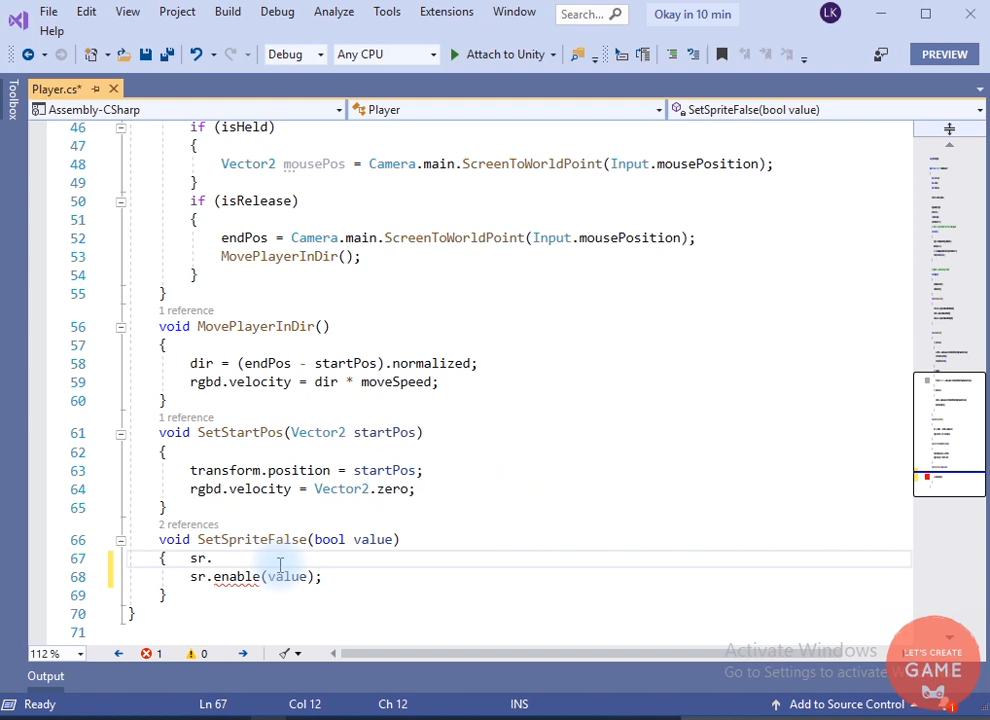 File Edit View Project Build Debug Analyze Tools Extensions Window Search... Okay in 10 min LK
Help
Debug Any CPU Attach to Unity PREVIEW
Toolbox
Player.cs*
Assembly-CSharp Player SetSpriteFalse(bool value)
46 if (isHeld)
47 {
48 Vector2 mousePos = Camera.main.ScreenToWorldPoint(Input.mousePosition);
49 }
50 if (isRelease)
51 {
52 endPos = Camera.main.ScreenToWorldPoint(Input.mousePosition);
53 MovePlayerInDir();
54 }
55 }
1 reference
56 void MovePlayerInDir()
57 {
58 dir = (endPos - startPos).normalized;
59 rgbd.velocity = dir * moveSpeed;
60 }
1 reference
61 void SetStartPos(Vector2 startPos)
62 {
63 transform.position = startPos;
64 rgbd.velocity = Vector2.zero;
65 }
2 references
66 void SetSpriteFalse(bool value)
67 { sr.
68 sr.enable(value);
69 }
70 }
71
Activate Windows
Go to Settings to activate
LET'S CREATE
GAME
112 % 1 0
Output
Ready Ln 67 Col 12 Ch 12 INS Add to Source Control